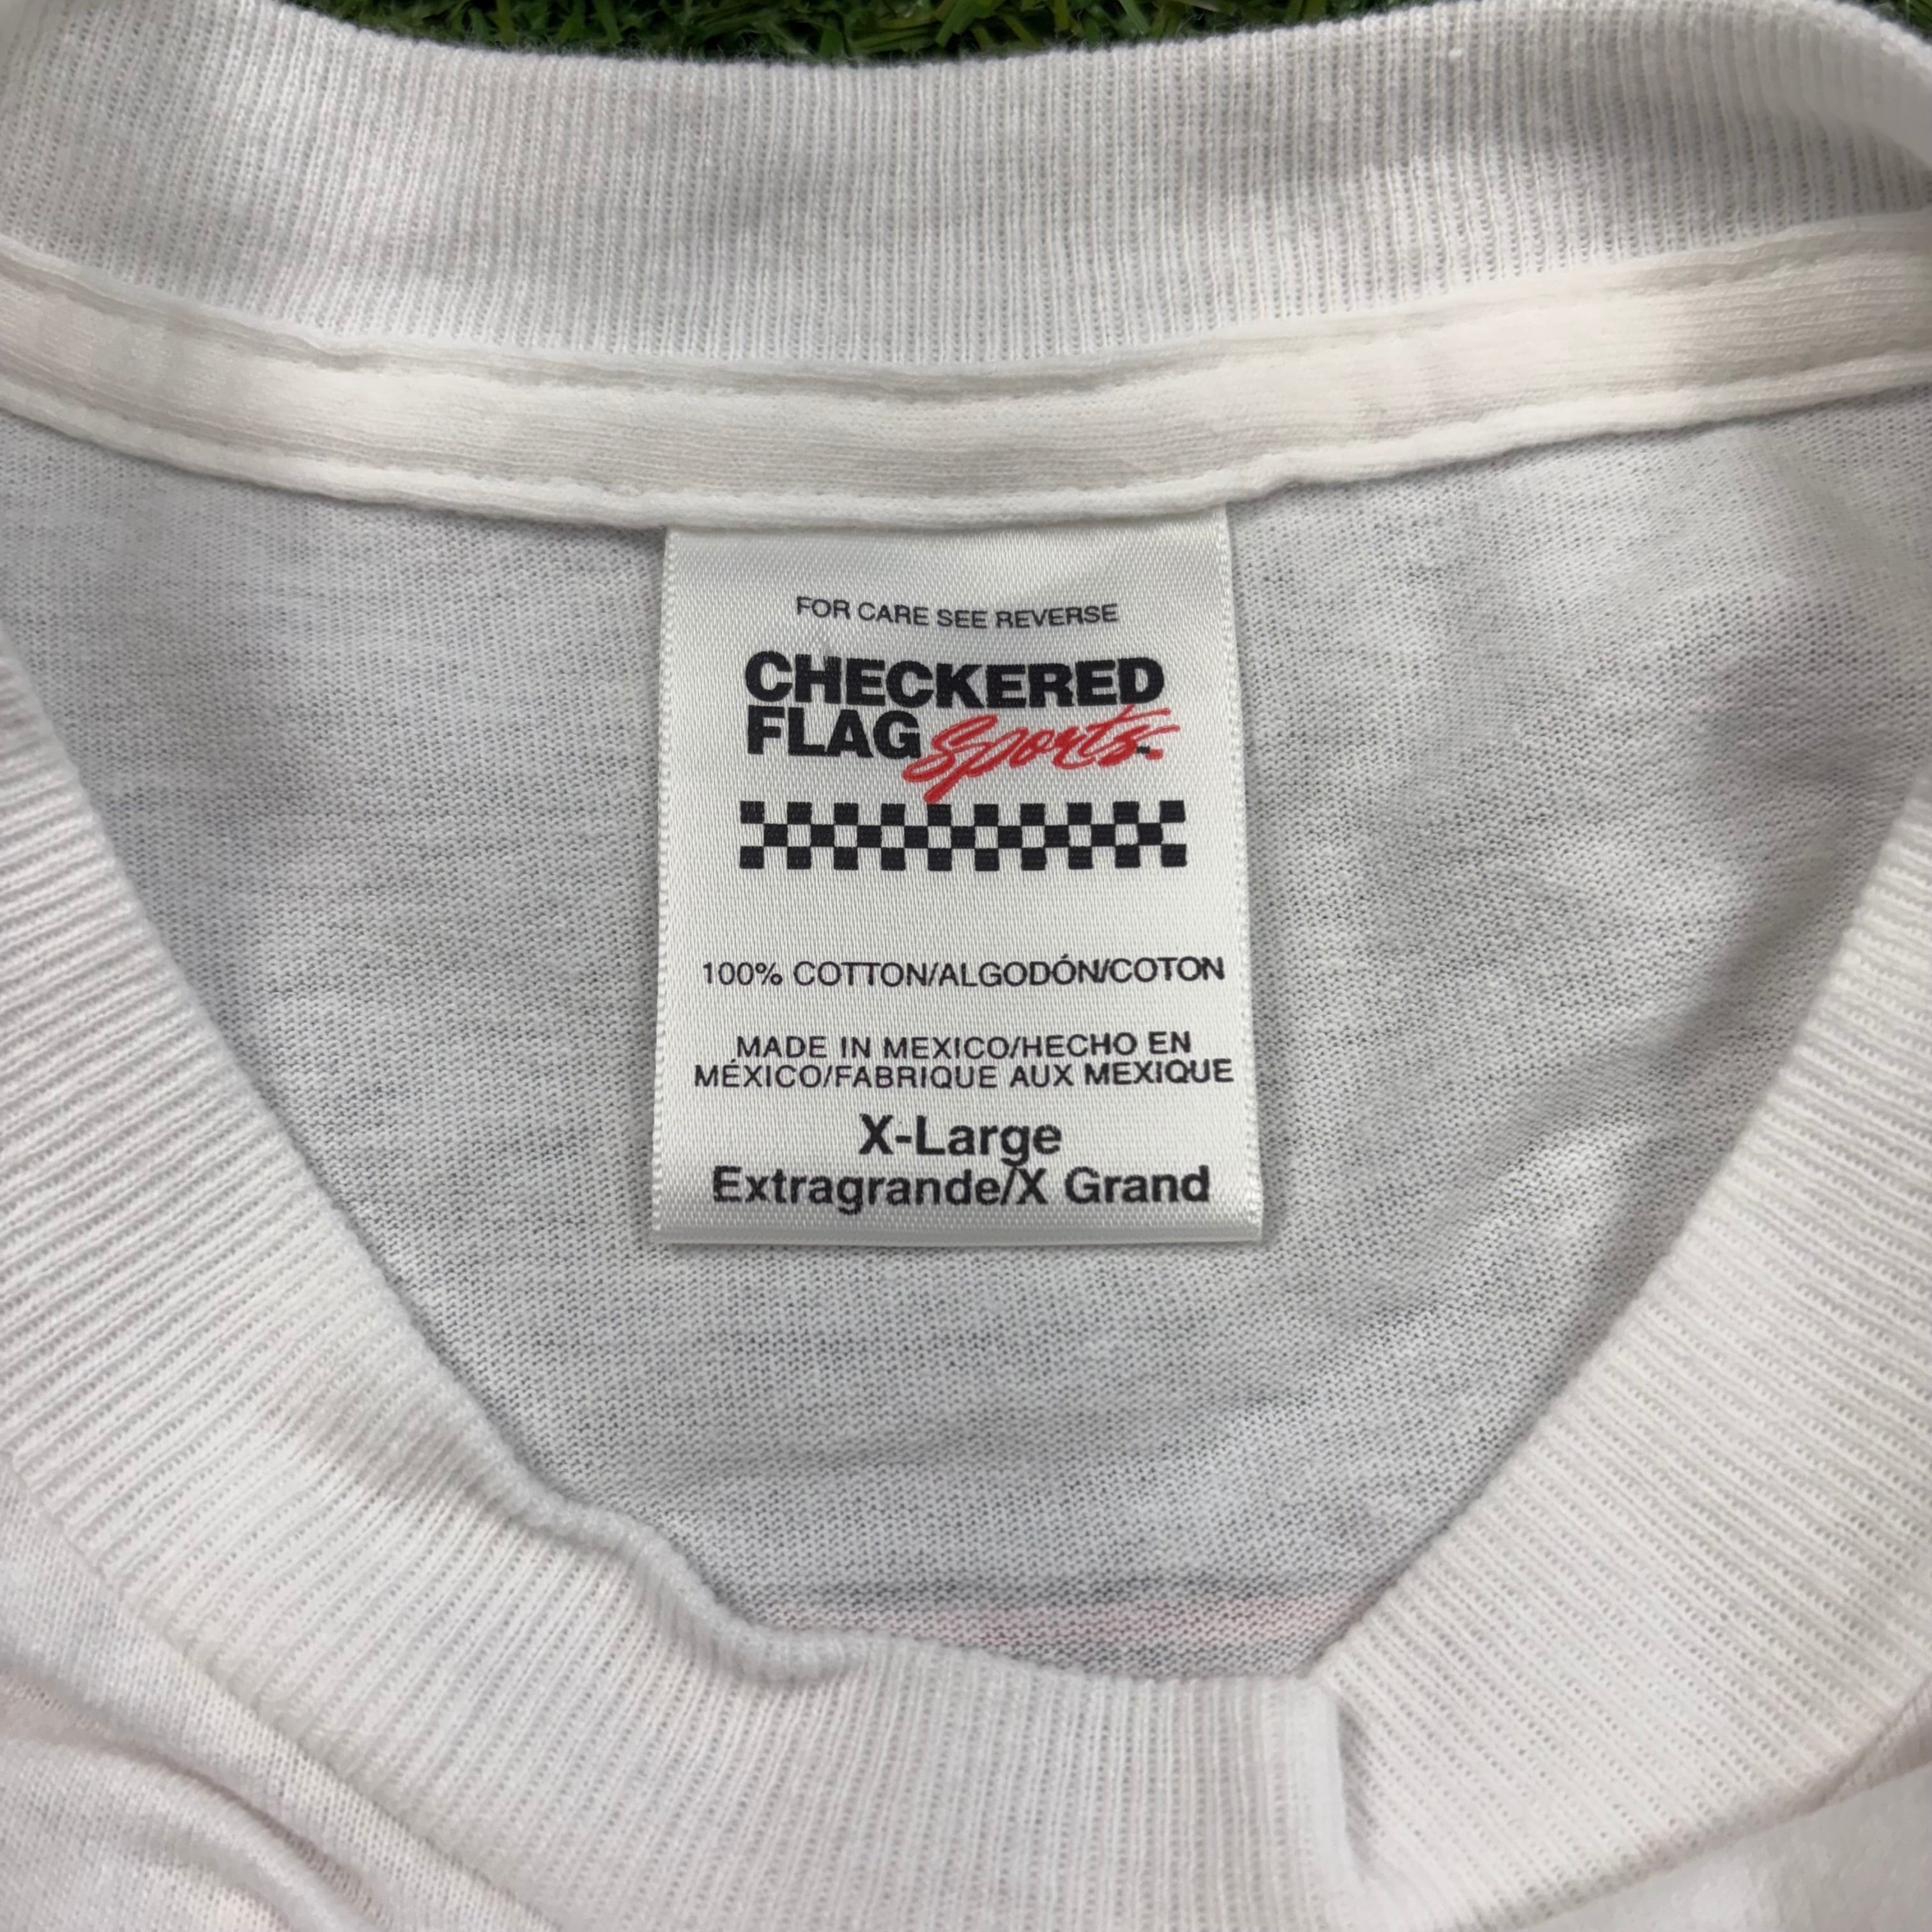 FOR CARE SEE REVERSE
CHECKERED
FLAG Sports™
100% COTTON/ALGODÓN/COTON
MADE IN MEXICO/HECHO EN
MÉXICO/FABRIQUE AUX MEXIQUE
X-Large
Extragrande/X Grand